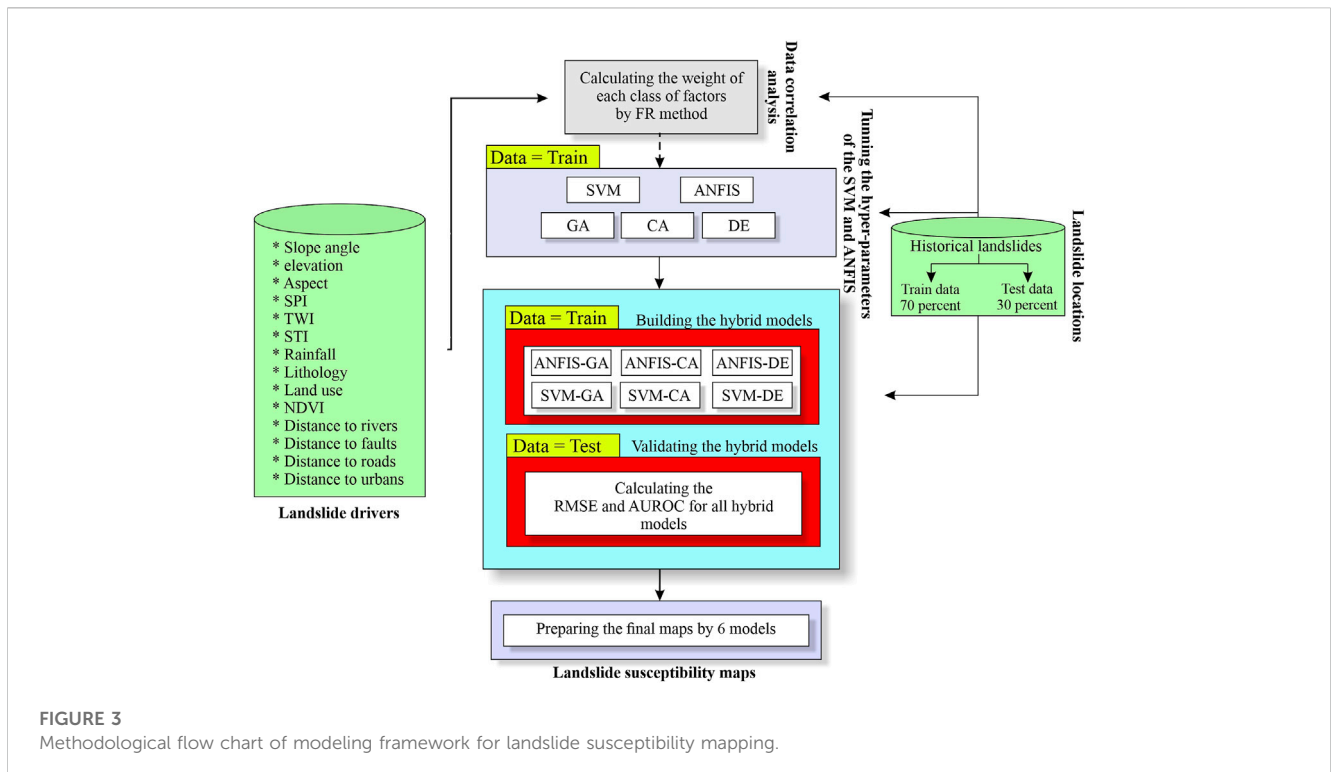 Calculating the weight of
each class of factors
by FR method
Data correlation
analysis
Data = Train
SVM
ANFIS
GA
CA
DE
Tunning the hyper-parameters
of the SVM and ANFIS
* Slope angle
* elevation
* Aspect
* SPI
* TWI
* STI
* Rainfall
* Lithology
* Land use
* NDVI
* Distance to rivers
* Distance to faults
* Distance to roads
* Distance to urbans
Landslide drivers
Historical landslides
Train data
70 percent
Test data
30 percent
Landslide locations
Data = Train
Building the hybrid models
ANFIS-GA
ANFIS-CA
ANFIS-DE
SVM-GA
SVM-CA
SVM-DE
Data = Test
Validating the hybrid models
Calculating the
RMSE and AUROC for all hybrid
models
Preparing the final maps by 6 models
Landslide susceptibility maps
FIGURE 3
Methodological flow chart of modeling framework for landslide susceptibility mapping.